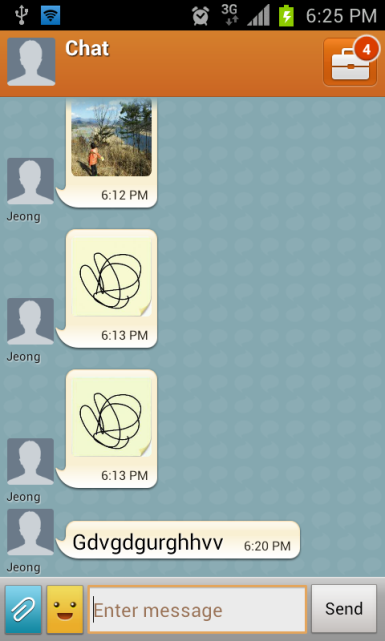 3G
6:25 PM
Chat
4
6:12 PM
Jeong
6:13 PM
Jeong
6:13 PM
Jeong
Gdvgdgurghhvv 6:20 PM
Jeong
Enter message
Send